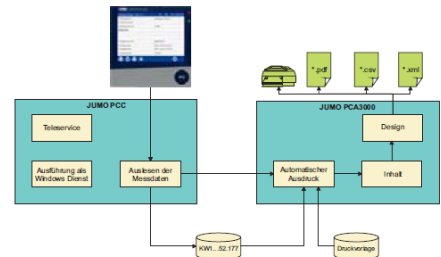 *.pdf
*.csv
*.xml
JUMO PCC
JUMO PCA3000
Teleservice
Design
Ausführung als
Windows Dienst
Auslesen der
Messdaten
Automatischer
Ausdruck
Inhalt
KW1...52.177
Druckvorlage